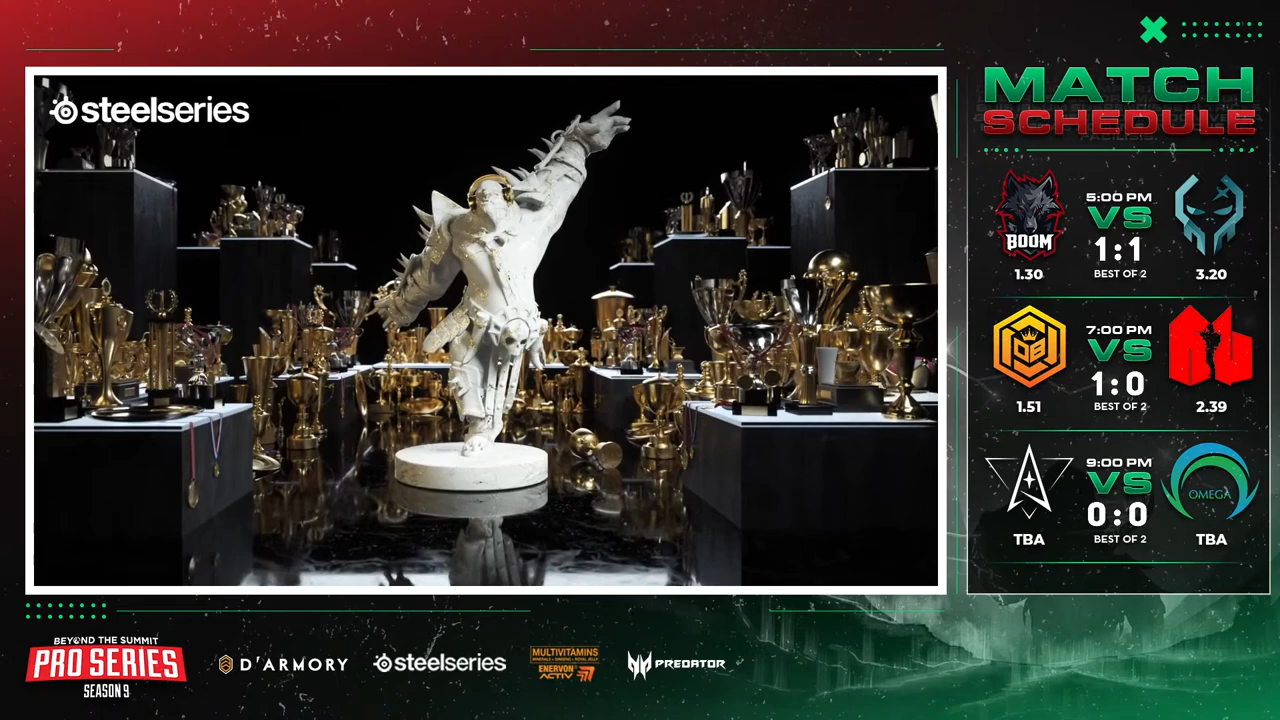 steelseries
MATCH
SCHEDULE
5:00 PM
VS
1:1
BEST OF 2
BOOM
1.30
3.20
7:00 PM
VS
1:0
BEST OF 2
1.51
2.39
9:00 PM
VS
0:0
BEST OF 2
OMEGA
TBA
TBA
BEYOND THE SUMMIT
PRO SERIES
SEASON 9
D'ARMORY
steelseries
MULTIVITAMINS
ENERVON
ACTIV
PREDATOR